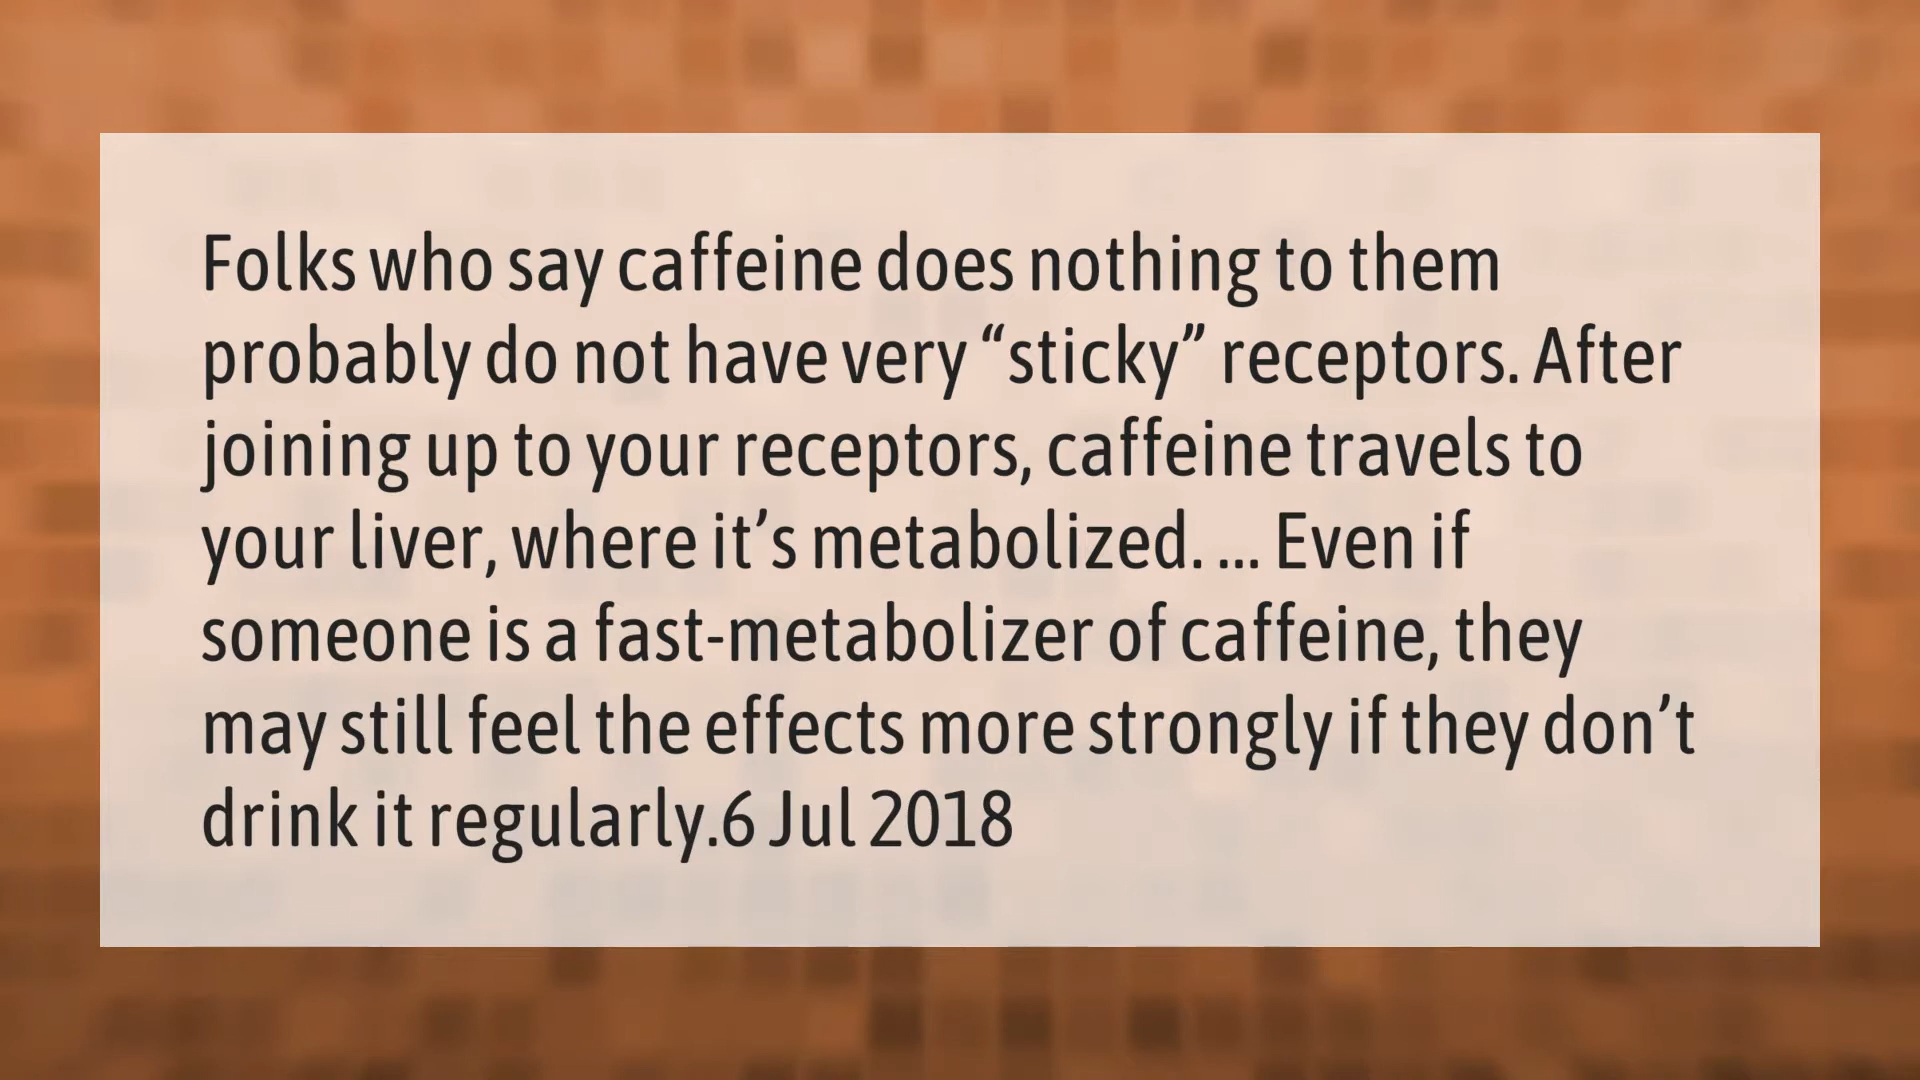 Folks who say caffeine does nothing to them
probably do not have very “sticky” receptors. After
joining up to your receptors, caffeine travels to
your liver, where it’s metabolized. ... Even if
someone is a fast-metabolizer of caffeine, they
may still feel the effects more strongly if they don’t
drink it regularly.6 Jul 2018